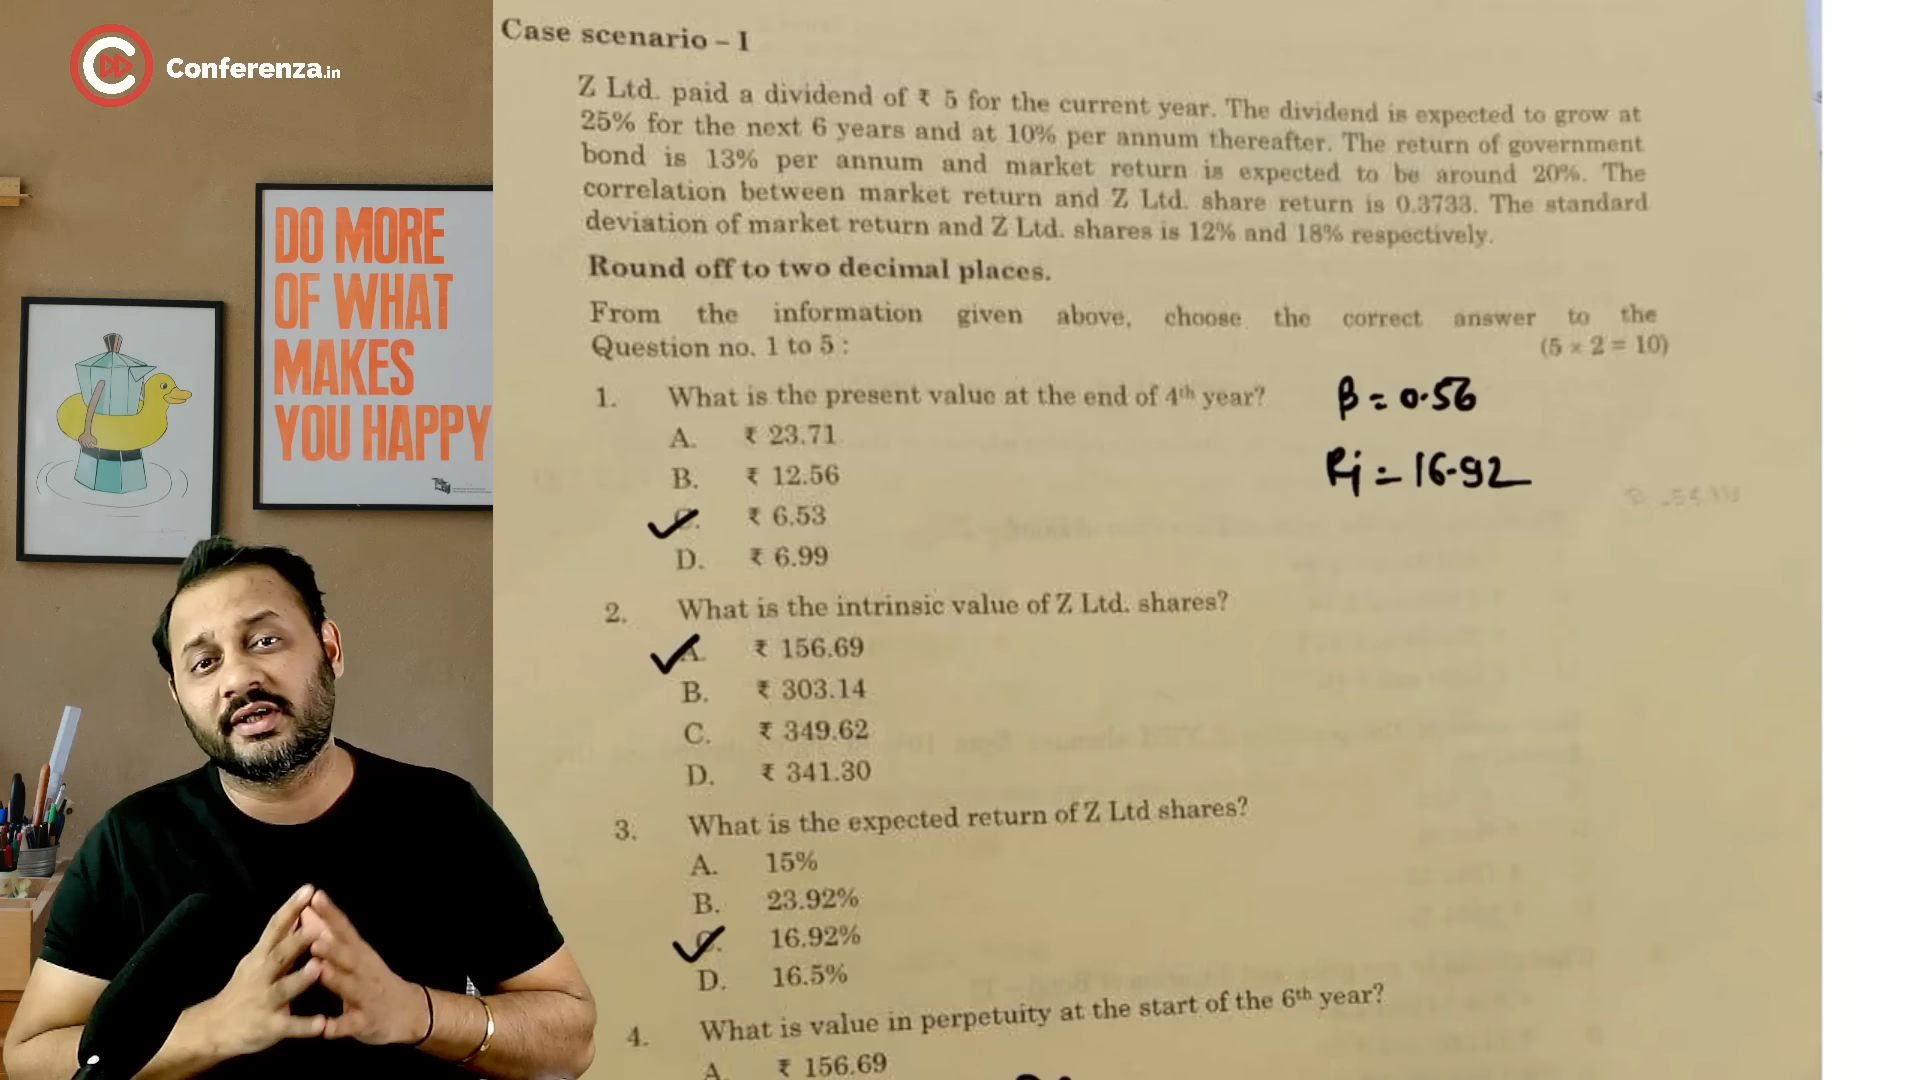 Conferenza.in
DO MORE
OF WHAT
MAKES
YOU HAPPY
Case scenario – I
Z Ltd. paid a dividend of ₹ 5 for the current year. The dividend is expected to grow at
25% for the next 6 years and at 10% per annum thereafter. The return of government
bond is 13% per annum and market return is expected to be around 20%. The
correlation between market return and Z Ltd. share return is 0.3733. The standard
deviation of market return and Z Ltd. shares is 12% and 18% respectively.
Round off to two decimal places.
From the information given above, choose the correct answer to the
Question no. 1 to 5 : (5 × 2 = 10)
1. What is the present value at the end of 4th year?
A. ₹ 23.71
B. ₹ 12.56
C. ₹ 6.53
D. ₹ 6.99
β = 0.56
Rj = 16.92
2. What is the intrinsic value of Z Ltd. shares?
A. ₹ 156.69
B. ₹ 303.14
C. ₹ 349.62
D. ₹ 341.30
3. What is the expected return of Z Ltd shares?
A. 15%
B. 23.92%
C. 16.92%
D. 16.5%
4. What is value in perpetuity at the start of the 6th year?
A. ₹ 156.69